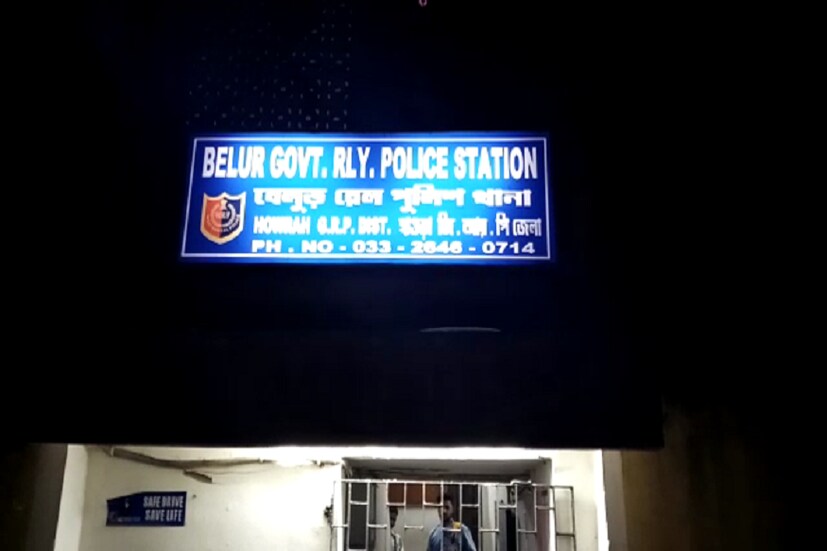 BELUR GOVT. RLY. POLICE STATION
বেলুড় রেল পুলিশ থানা
HOWRAH G.R.P. DIST. হাওড়া জি.আর.পি জেলা
PH. NO - 033 - 2646 - 0714
SAFE DRIVE
SAVE LIFE